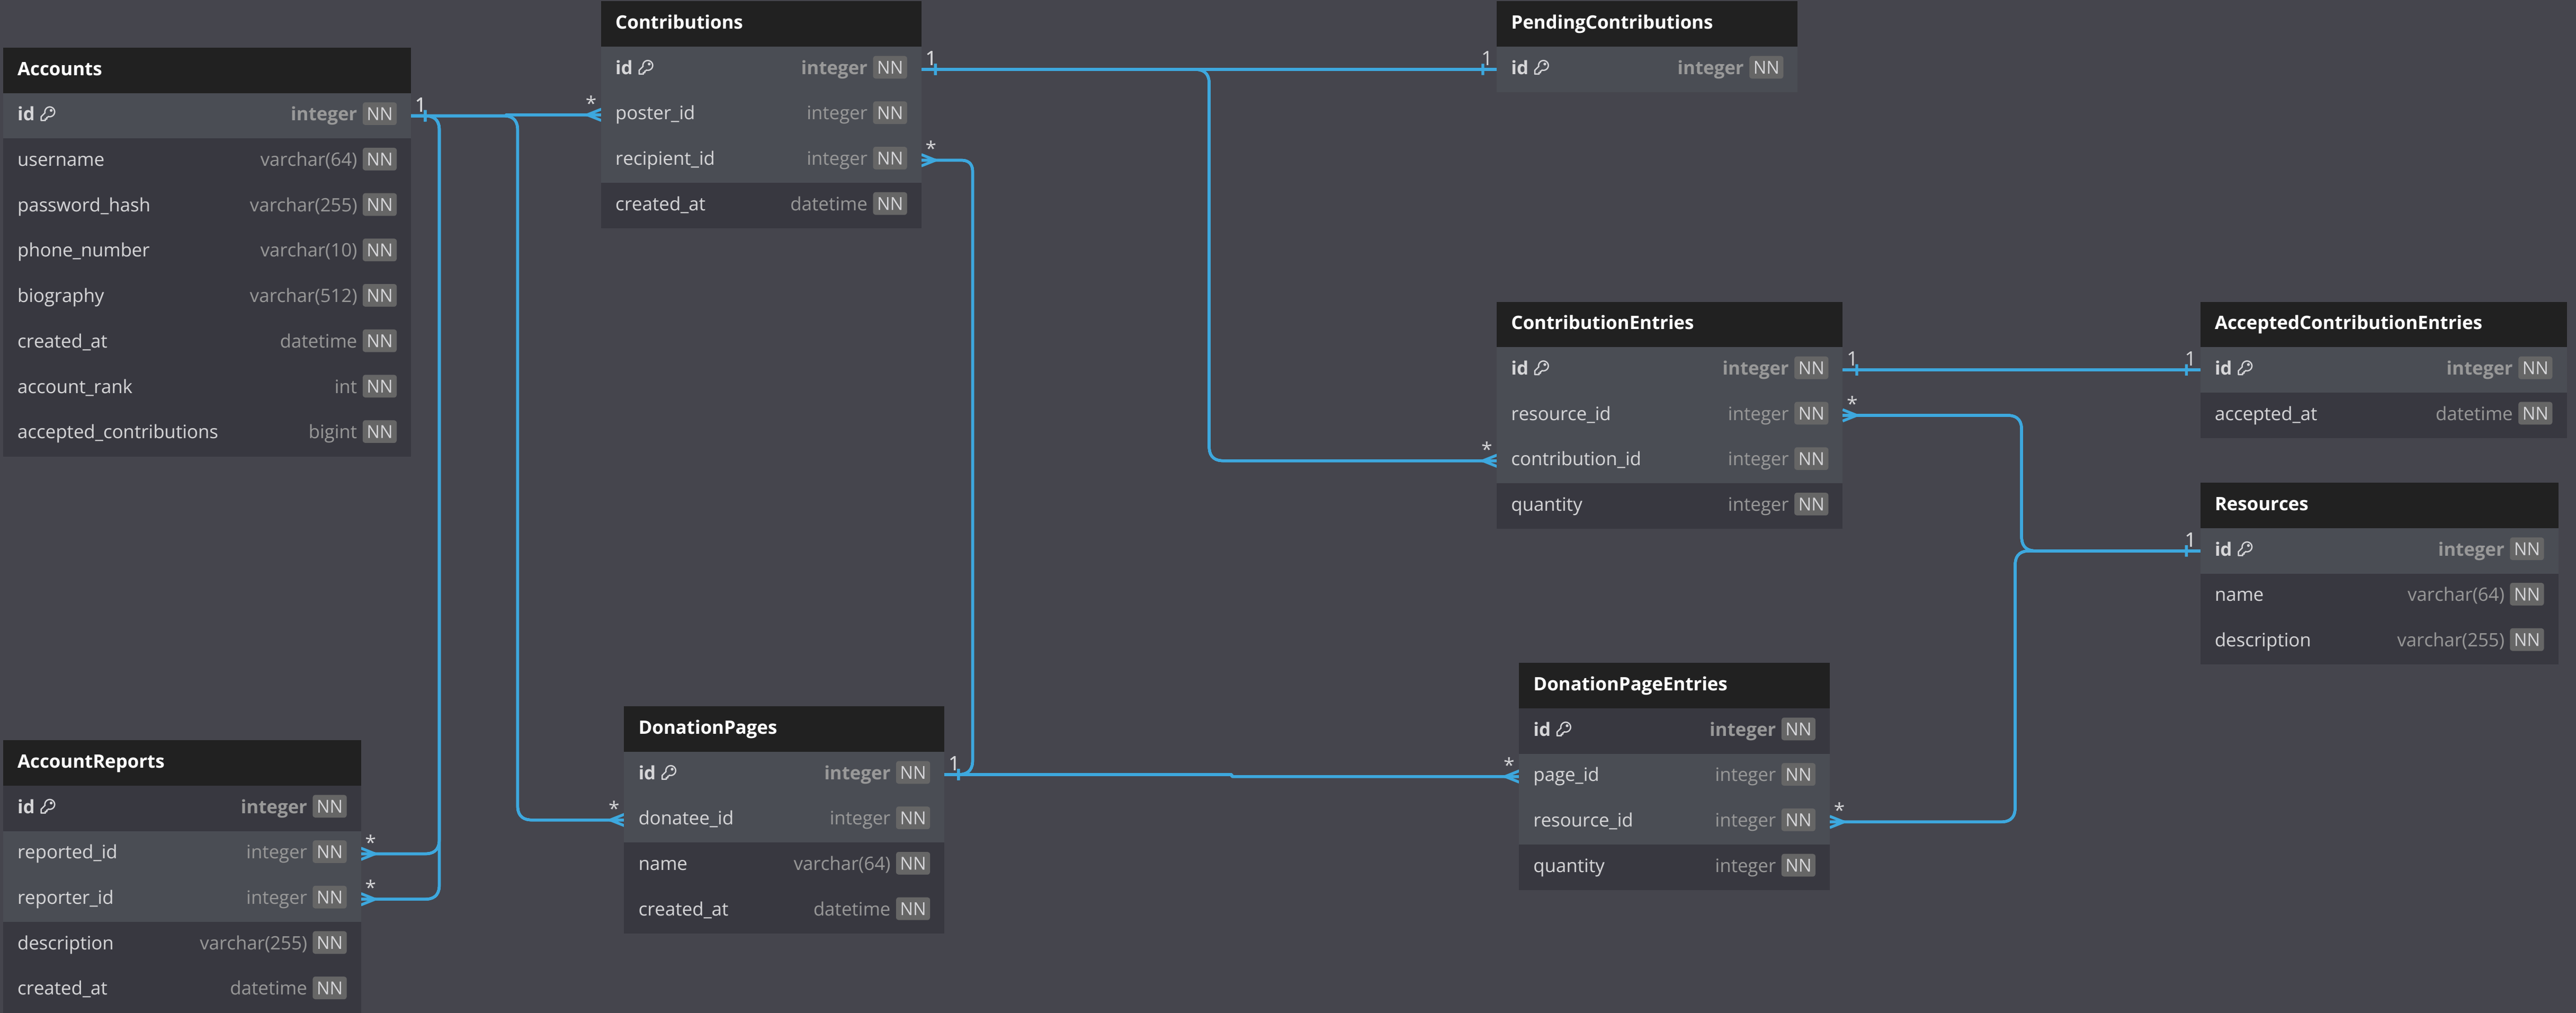 Accounts
id integer NN
username varchar(64) NN
password_hash varchar(255) NN
phone_number varchar(10) NN
biography varchar(512) NN
created_at datetime NN
account_rank int NN
accepted_contributions bigint NN
1
*
Contributions
id integer NN
poster_id integer NN
recipient_id integer NN
created_at datetime NN
1
*
1
PendingContributions
id integer NN
*
ContributionEntries
id integer NN
resource_id integer NN
contribution_id integer NN
quantity integer NN
1
*
1
AcceptedContributionEntries
id integer NN
accepted_at datetime NN
1
Resources
id integer NN
name varchar(64) NN
description varchar(255) NN
AccountReports
id integer NN
reported_id integer NN
reporter_id integer NN
description varchar(255) NN
created_at datetime NN
*
*
*
DonationPages
id integer NN
donatee_id integer NN
name varchar(64) NN
created_at datetime NN
1
*
DonationPageEntries
id integer NN
page_id integer NN
resource_id integer NN
quantity integer NN
*